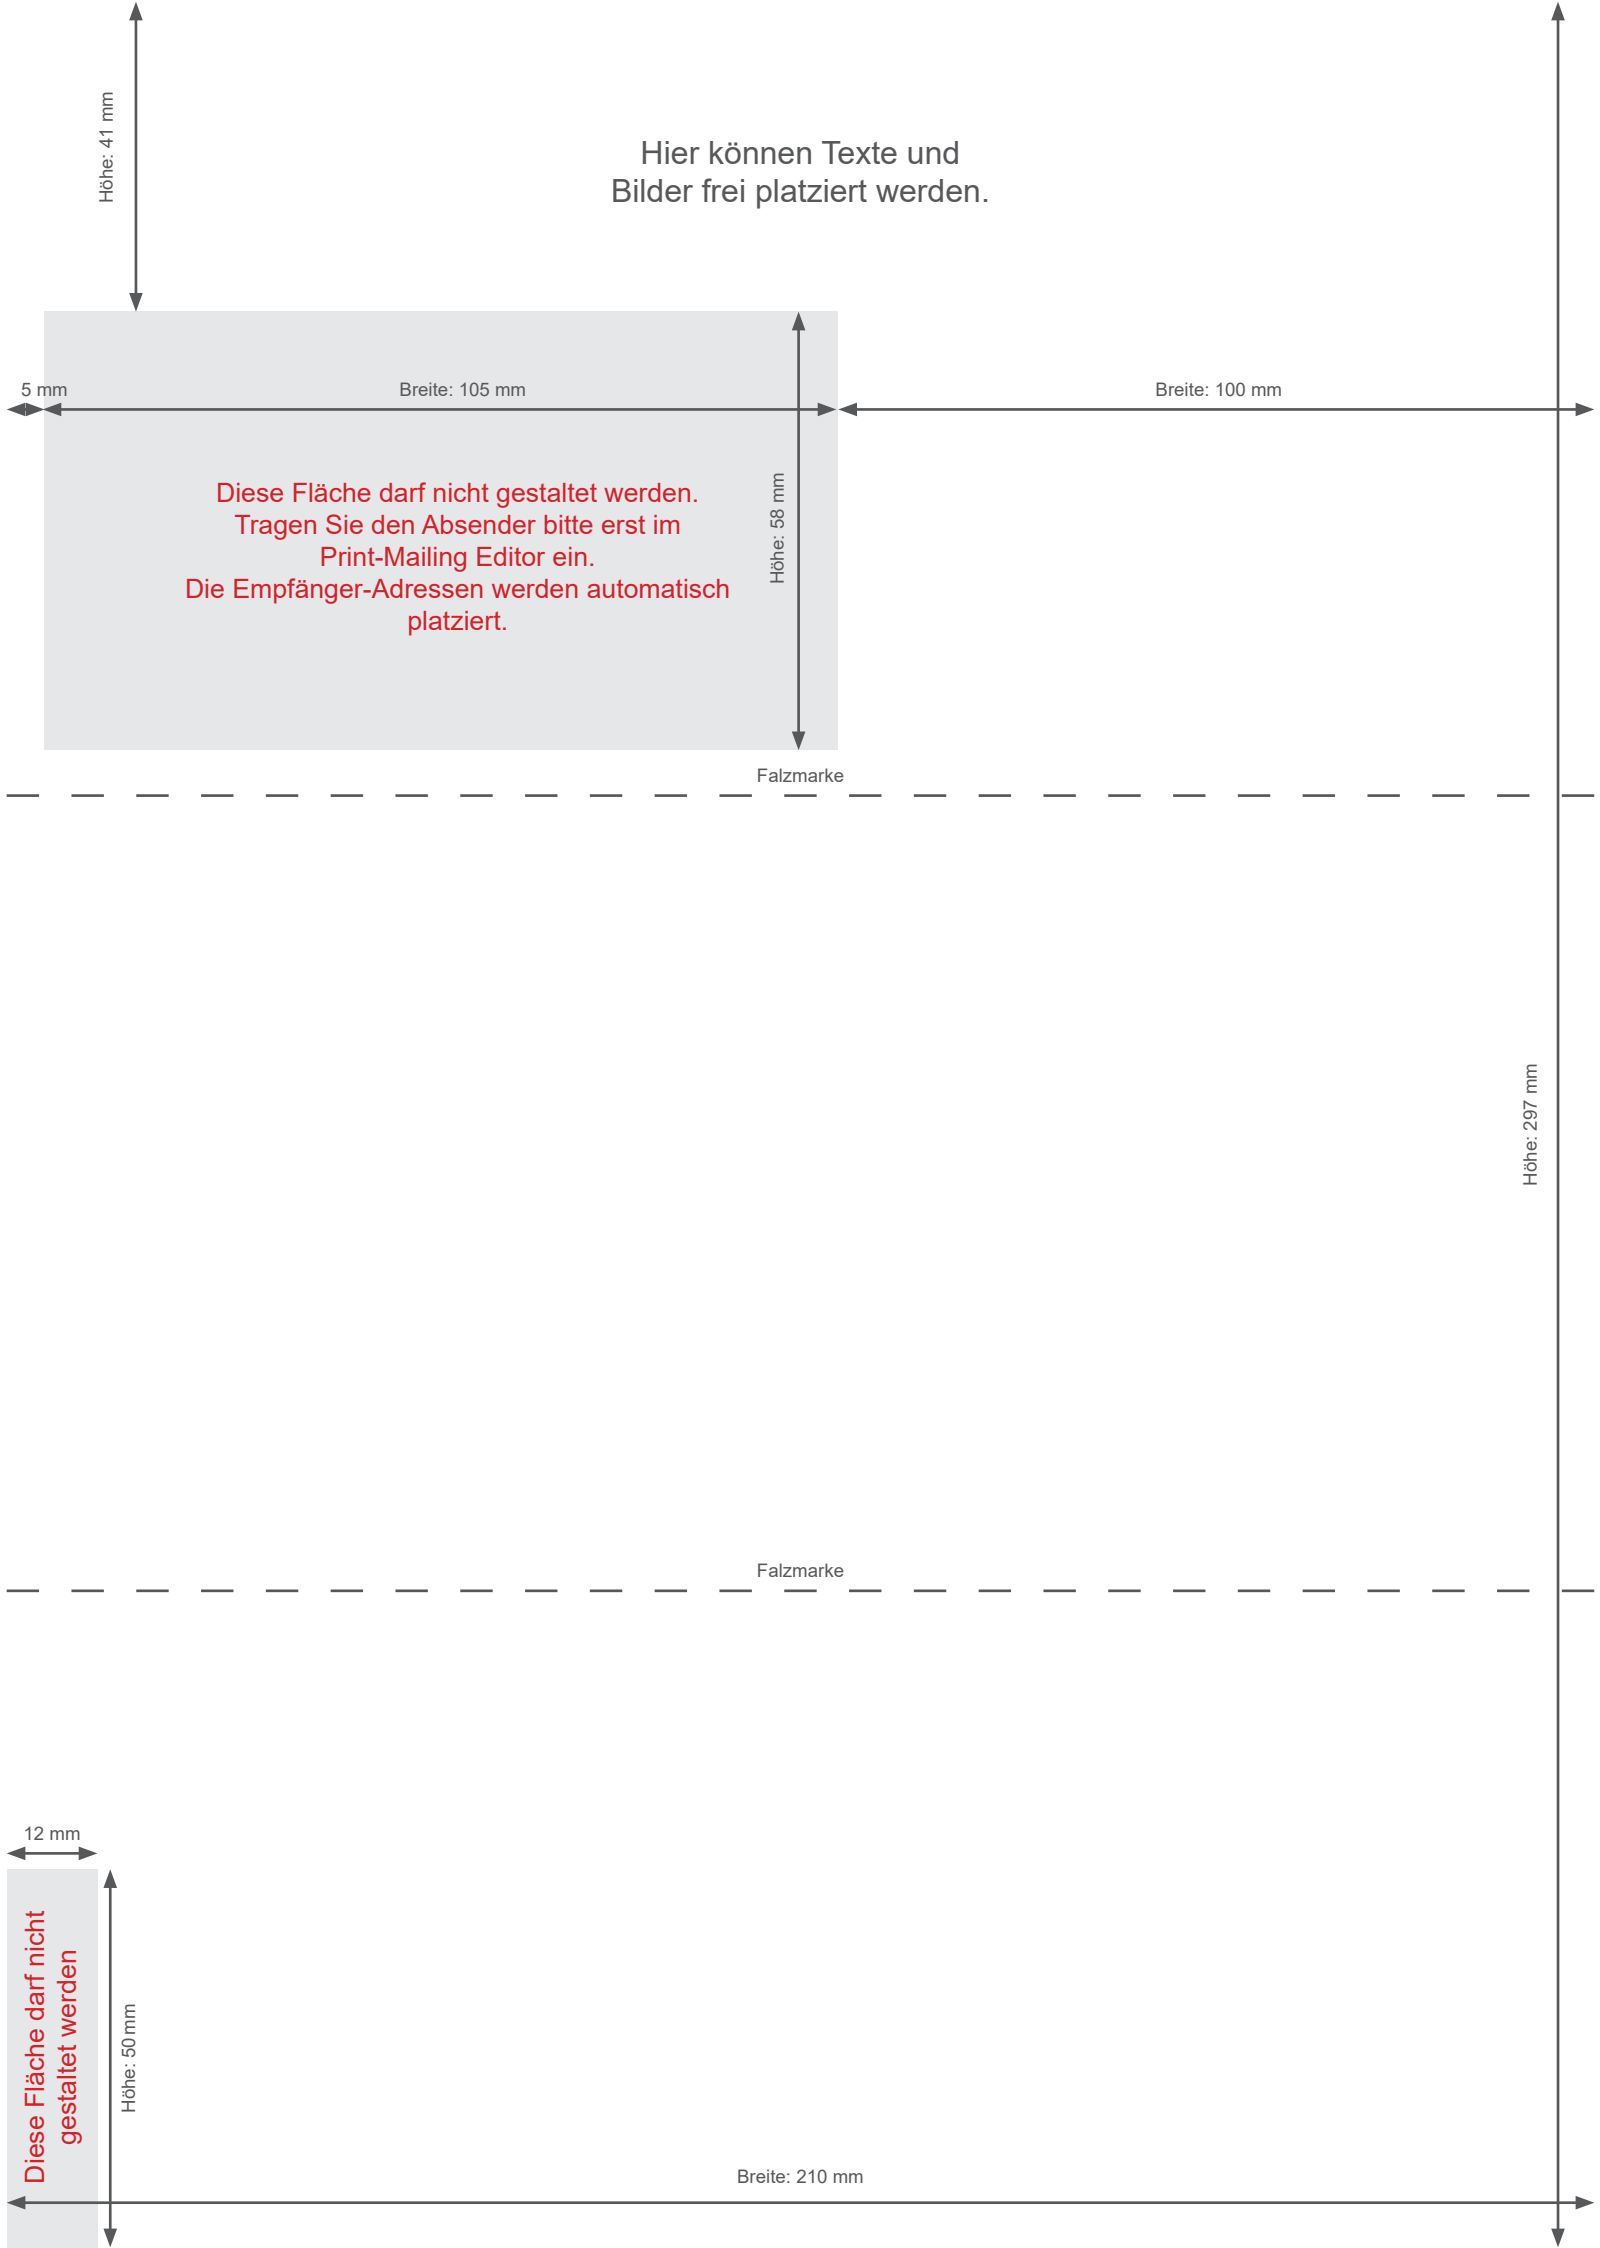 Höhe: 41 mm
Hier können Texte und
Bilder frei platziert werden.
5 mm
Breite: 105 mm
Breite: 100 mm
Diese Fläche darf nicht gestaltet werden.
Tragen Sie den Absender bitte erst im
Print-Mailing Editor ein.
Die Empfänger-Adressen werden automatisch
platziert.
Höhe: 58 mm
Falzmarke
Höhe: 297 mm
Falzmarke
12 mm
Diese Fläche darf nicht
gestaltet werden
Höhe: 50 mm
Breite: 210 mm